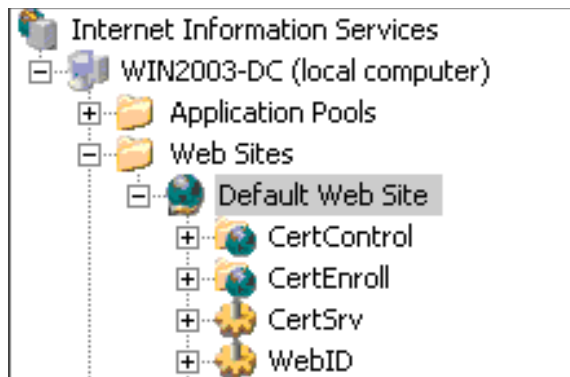 Internet Information Services
WIN2003-DC (local computer)
Application Pools
Web Sites
Default Web Site
CertControl
CertEnroll
CertSrv
WebID